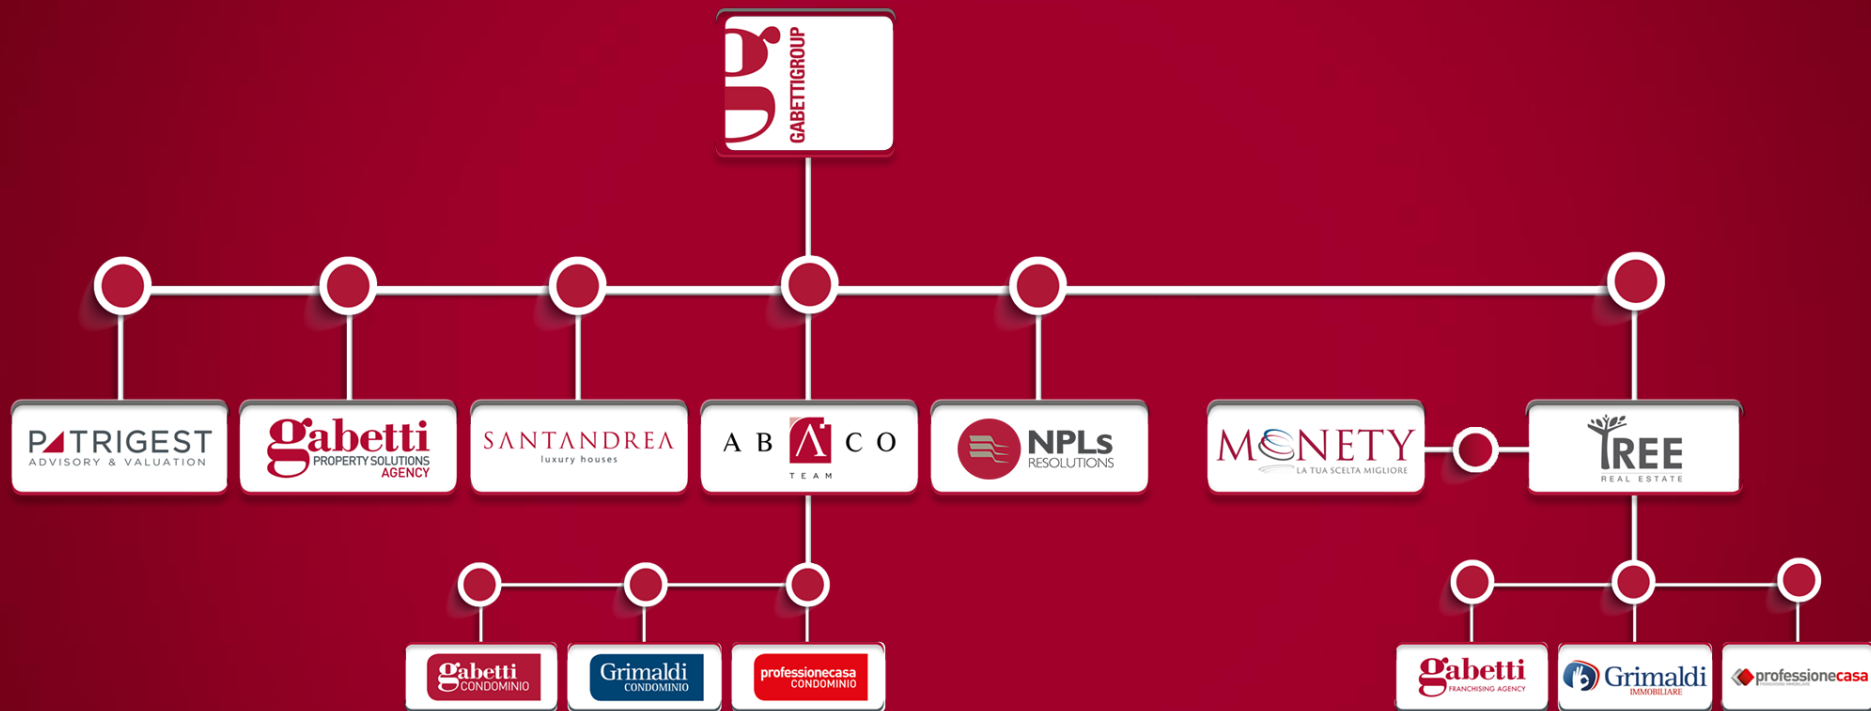 GABETTIGROUP
PATRIGEST
ADVISORY & VALUATION
gabetti
PROPERTY SOLUTIONS
AGENCY
SANTANDREA
luxury houses
ABACO
TEAM
NPLs
RESOLUTIONS
MONETY
LA TUA SCELTA MIGLIORE
TREE
REAL ESTATE
gabetti
CONDOMINIO
Grimaldi
CONDOMINIO
professionecasa
CONDOMINIO
gabetti
FRANCHISING AGENCY
Grimaldi
IMMOBILIARE
professionecasa